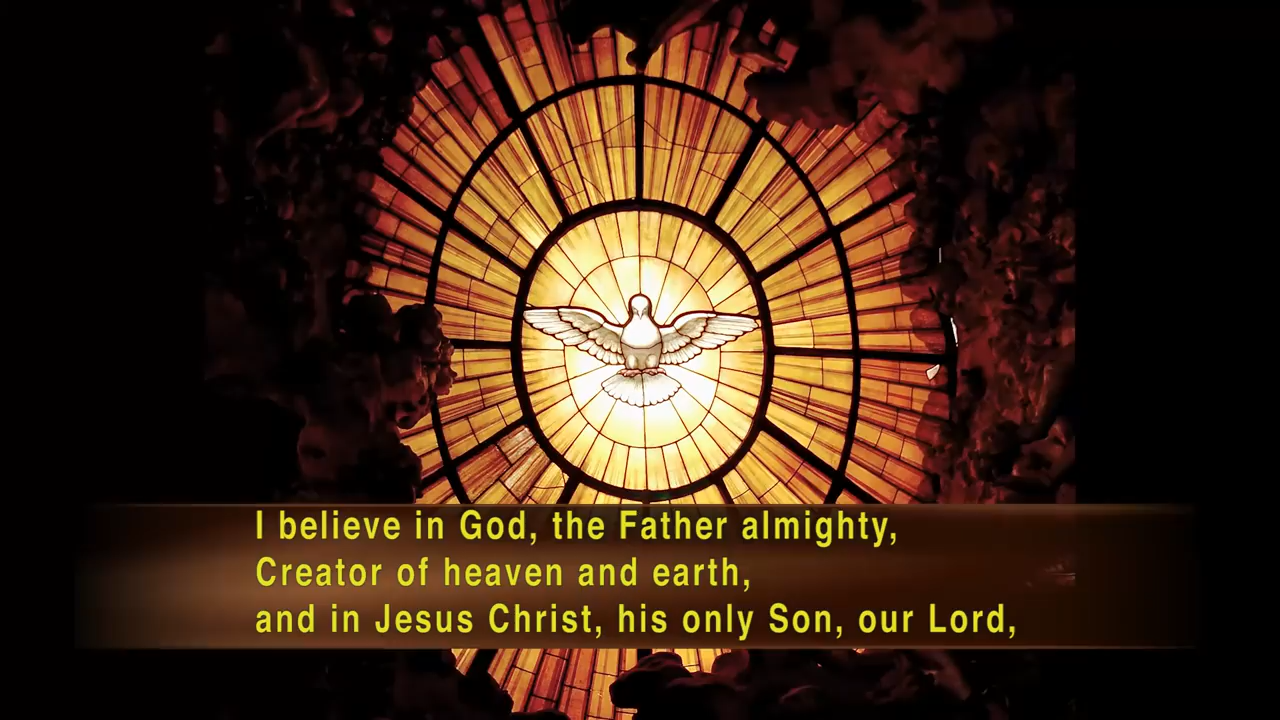 I believe in God, the Father almighty,
Creator of heaven and earth,
and in Jesus Christ, his only Son, our Lord,